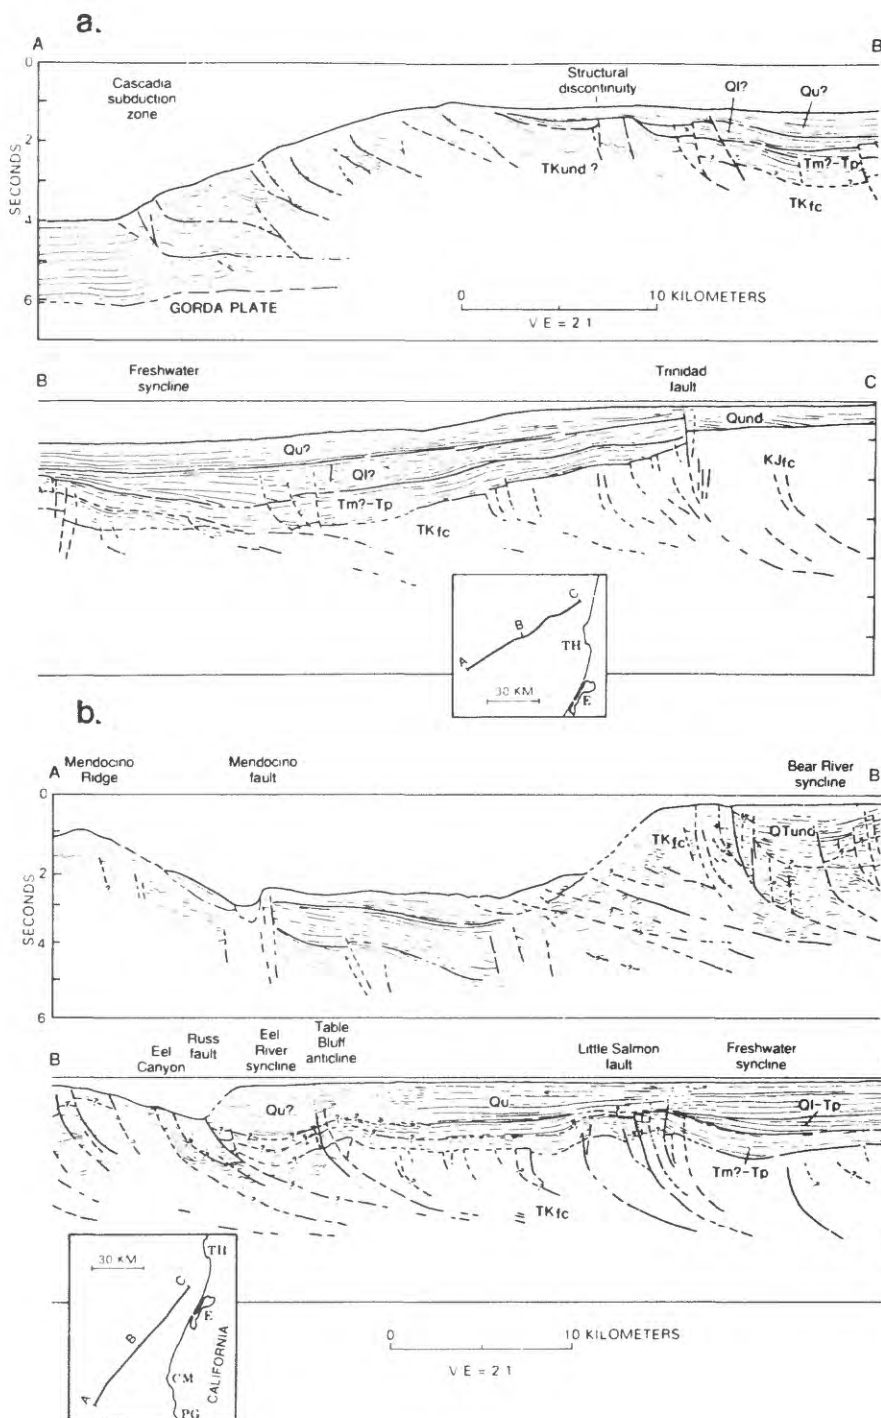 a.
A
B
0
2
4
6
SECONDS
Cascadia
subduction
zone
Structural
discontinuity
Ql?
Qu?
TKund ?
Tm?-Tp
TKfc
GORDA PLATE
0
10 KILOMETERS
V E = 2 1
B
Freshwater
syncline
Trinidad
fault
C
Qu?
Ql?
Qund
KJfc
Tm?-Tp
TKfc
A
B
C
TH
30 KM
E
b.
A
Mendocino
Ridge
Mendocino
fault
Bear River
syncline
B
0
2
4
6
SECONDS
TKfc
QTund
B
Eel
Canyon
Russ
fault
Eel
River
syncline
Table
Bluff
anticline
Little Salmon
fault
Freshwater
syncline
Qu?
Qu
Ql-Tp
Tm?-Tp
TKfc
30 KM
TH
C
E
B
A
CM
PG
CALIFORNIA
0
10 KILOMETERS
V E = 2 1